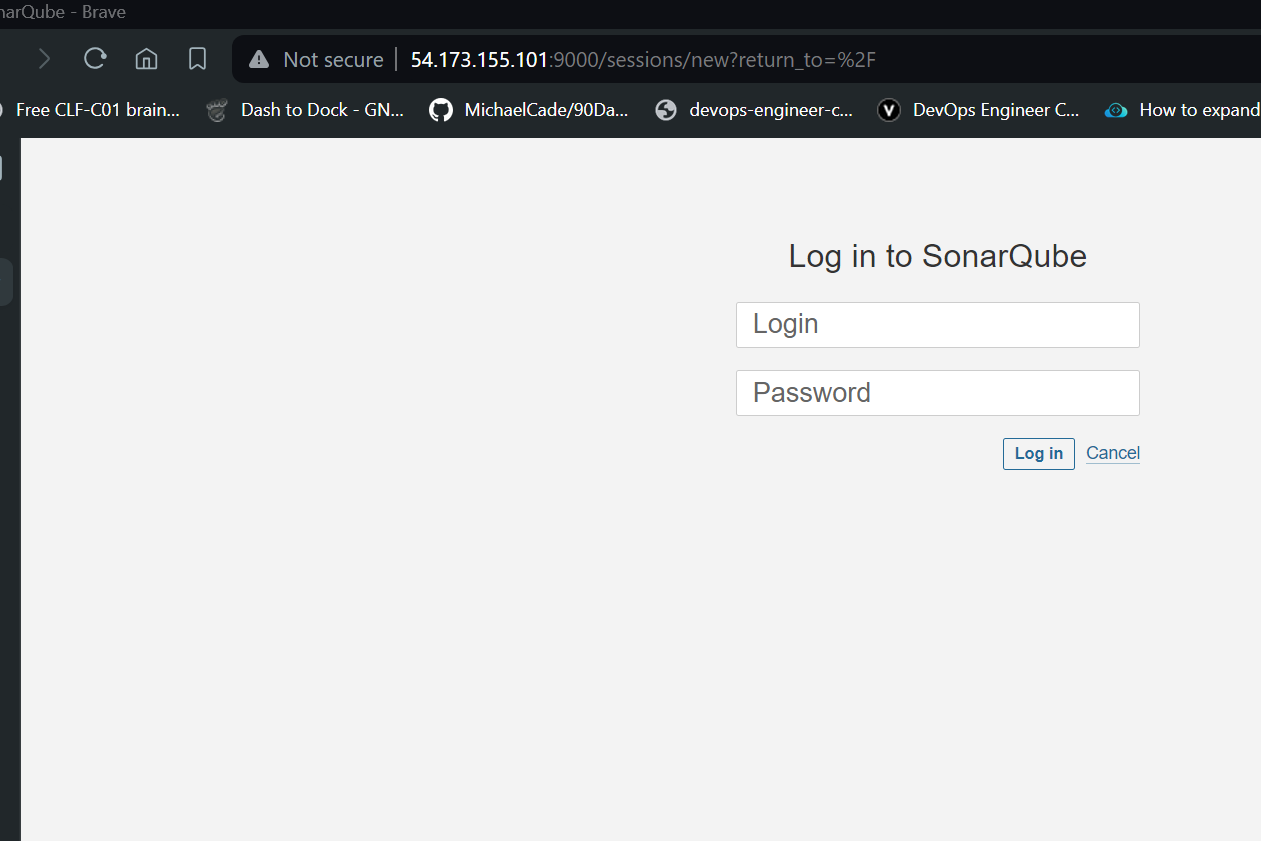 narQube - Brave
Not secure 54.173.155.101:9000/sessions/new?return_to=%2F
Free CLF-C01 brain... Dash to Dock - GN... MichaelCade/90Da... devops-engineer-c... DevOps Engineer C... How to expand
Log in to SonarQube
Login
Password
Log in Cancel